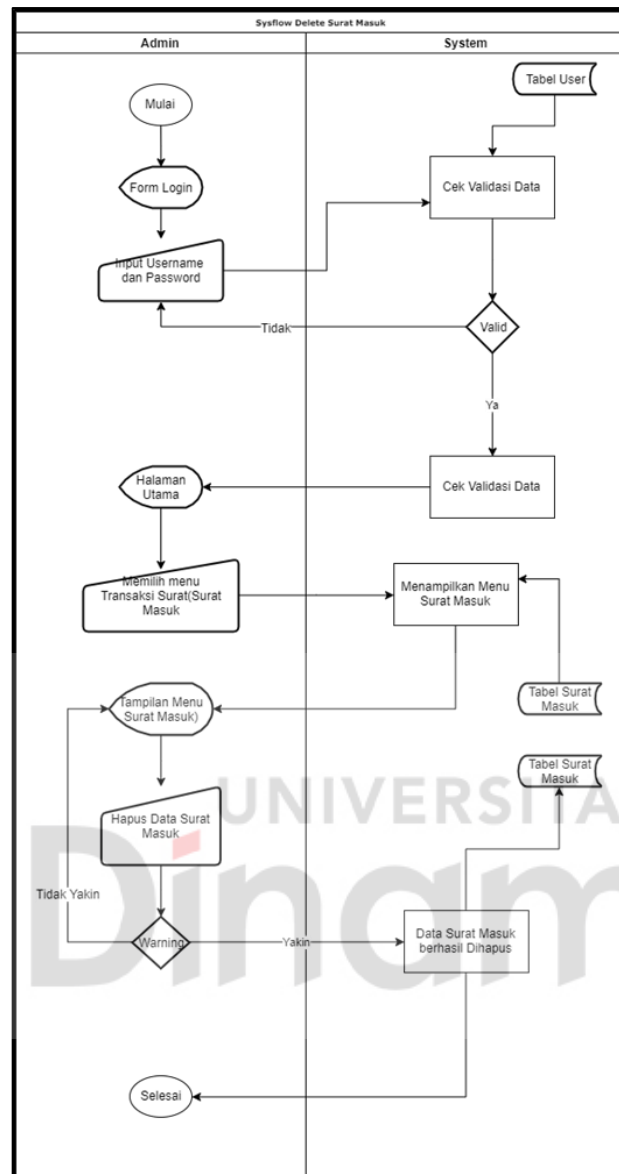 Sysflow Delete Surat Masuk
Admin
System
Tabel User
Mulai
Cek Validasi Data
Form Login
Input Username
dan Password
Valid
Tidak
Ya
Halaman
Utama
Cek Validasi Data
Memilih menu
Transaksi Surat(Surat
Masuk
Menampilkan Menu
Surat Masuk
Tampilan Menu
Surat Masuk)
Tabel Surat
Masuk
Tabel Surat
Masuk
UNIVERSITA
Hapus Data Surat
Masuk
Dinam
Tidak Yakin
Warning
Yakin
Data Surat Masuk
berhasil Dihapus
Selesai